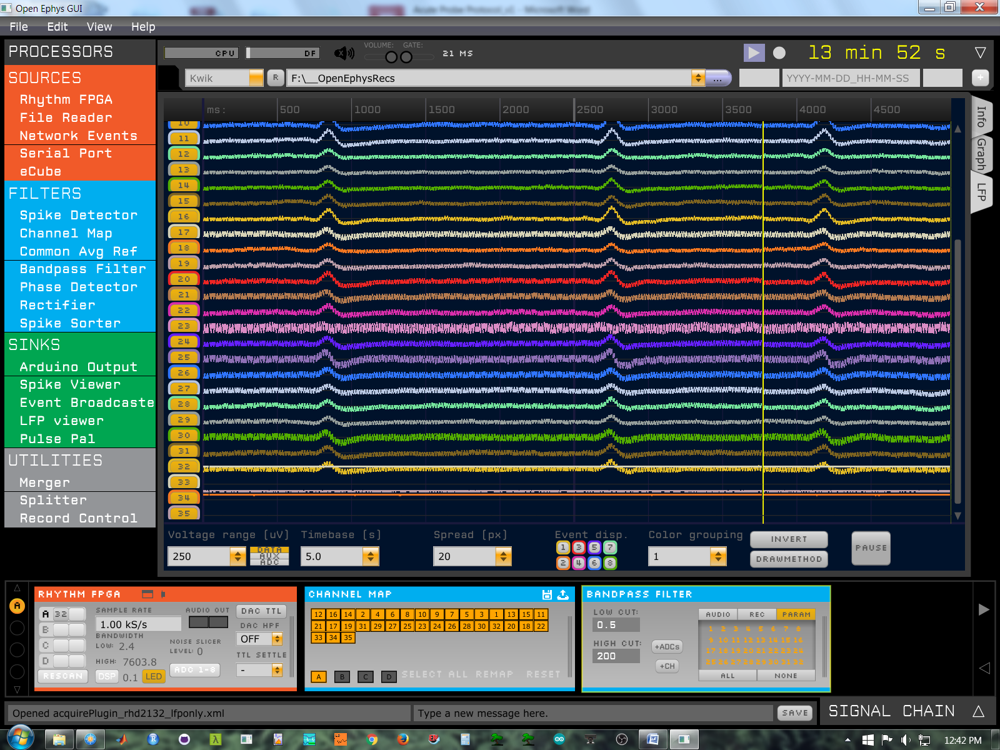 Open Ephys GUI
File Edit View Help
PROCESSORS
SOURCES
Rhythm FPGA
File Reader
Network Events
Serial Port
eCube
FILTERS
Spike Detector
Channel Map
Common Avg Ref
Bandpass Filter
Phase Detector
Rectifier
Spike Sorter
SINKS
Arduino Output
Spike Viewer
Event Broadcaste
LFP viewer
Pulse Pal
UTILITIES
Merger
Splitter
Record Control
CPU DF VOLUME: GATE: 21 MS 13 min 52 s
Kwik R F:\__OpenEphysRecs ... YYYY-MM-DD_HH-MM-SS +
Info
Graph
LFP
ms: 500 1000 1500 2000 2500 3000 3500 4000 4500
10
11
12
13
14
15
16
17
18
19
20
21
22
23
24
25
26
27
28
29
30
31
32
33
34
35
Voltage range (uV) Timebase (s) Spread (px) Event disp. Color grouping
250 DATA AUX ADC 5.0 20 1 3 5 7 2 4 6 8 1
INVERT
DRAWMETHOD
PAUSE
A
RHYTHM FPGA
A 32
B
C
D
RESCAN
SAMPLE RATE
1.00 kS/s
BANDWIDTH
LOW: 2.4
HIGH: 7603.8
DSP 0.1 LED
AUDIO OUT
NOISE SLICER
LEVEL: 0
ADC 1-8
DAC TTL
DAC HPF
OFF
TTL SETTLE
-
CHANNEL MAP
12 16 14 2 4 6 8 10 9 7 5 3 1 13 15 11
21 17 19 31 29 27 25 23 24 26 28 30 32 20 18 22
33 34 35
A B C D SELECT ALL REMAP RESET
BANDPASS FILTER
LOW CUT:
0.5
HIGH CUT:
200
+ADCs
+CH
AUDIO REC PARAM
1 2 3 4 5 6 7 8
9 10 11 12 13 14 15 16
17 18 19 20 21 22 23 24
25 26 27 28 29 30 31 32
ALL NONE
Opened acquirePlugin_rhd2132_lfponly.xml
Type a new message here.
SAVE
SIGNAL CHAIN
12:42 PM